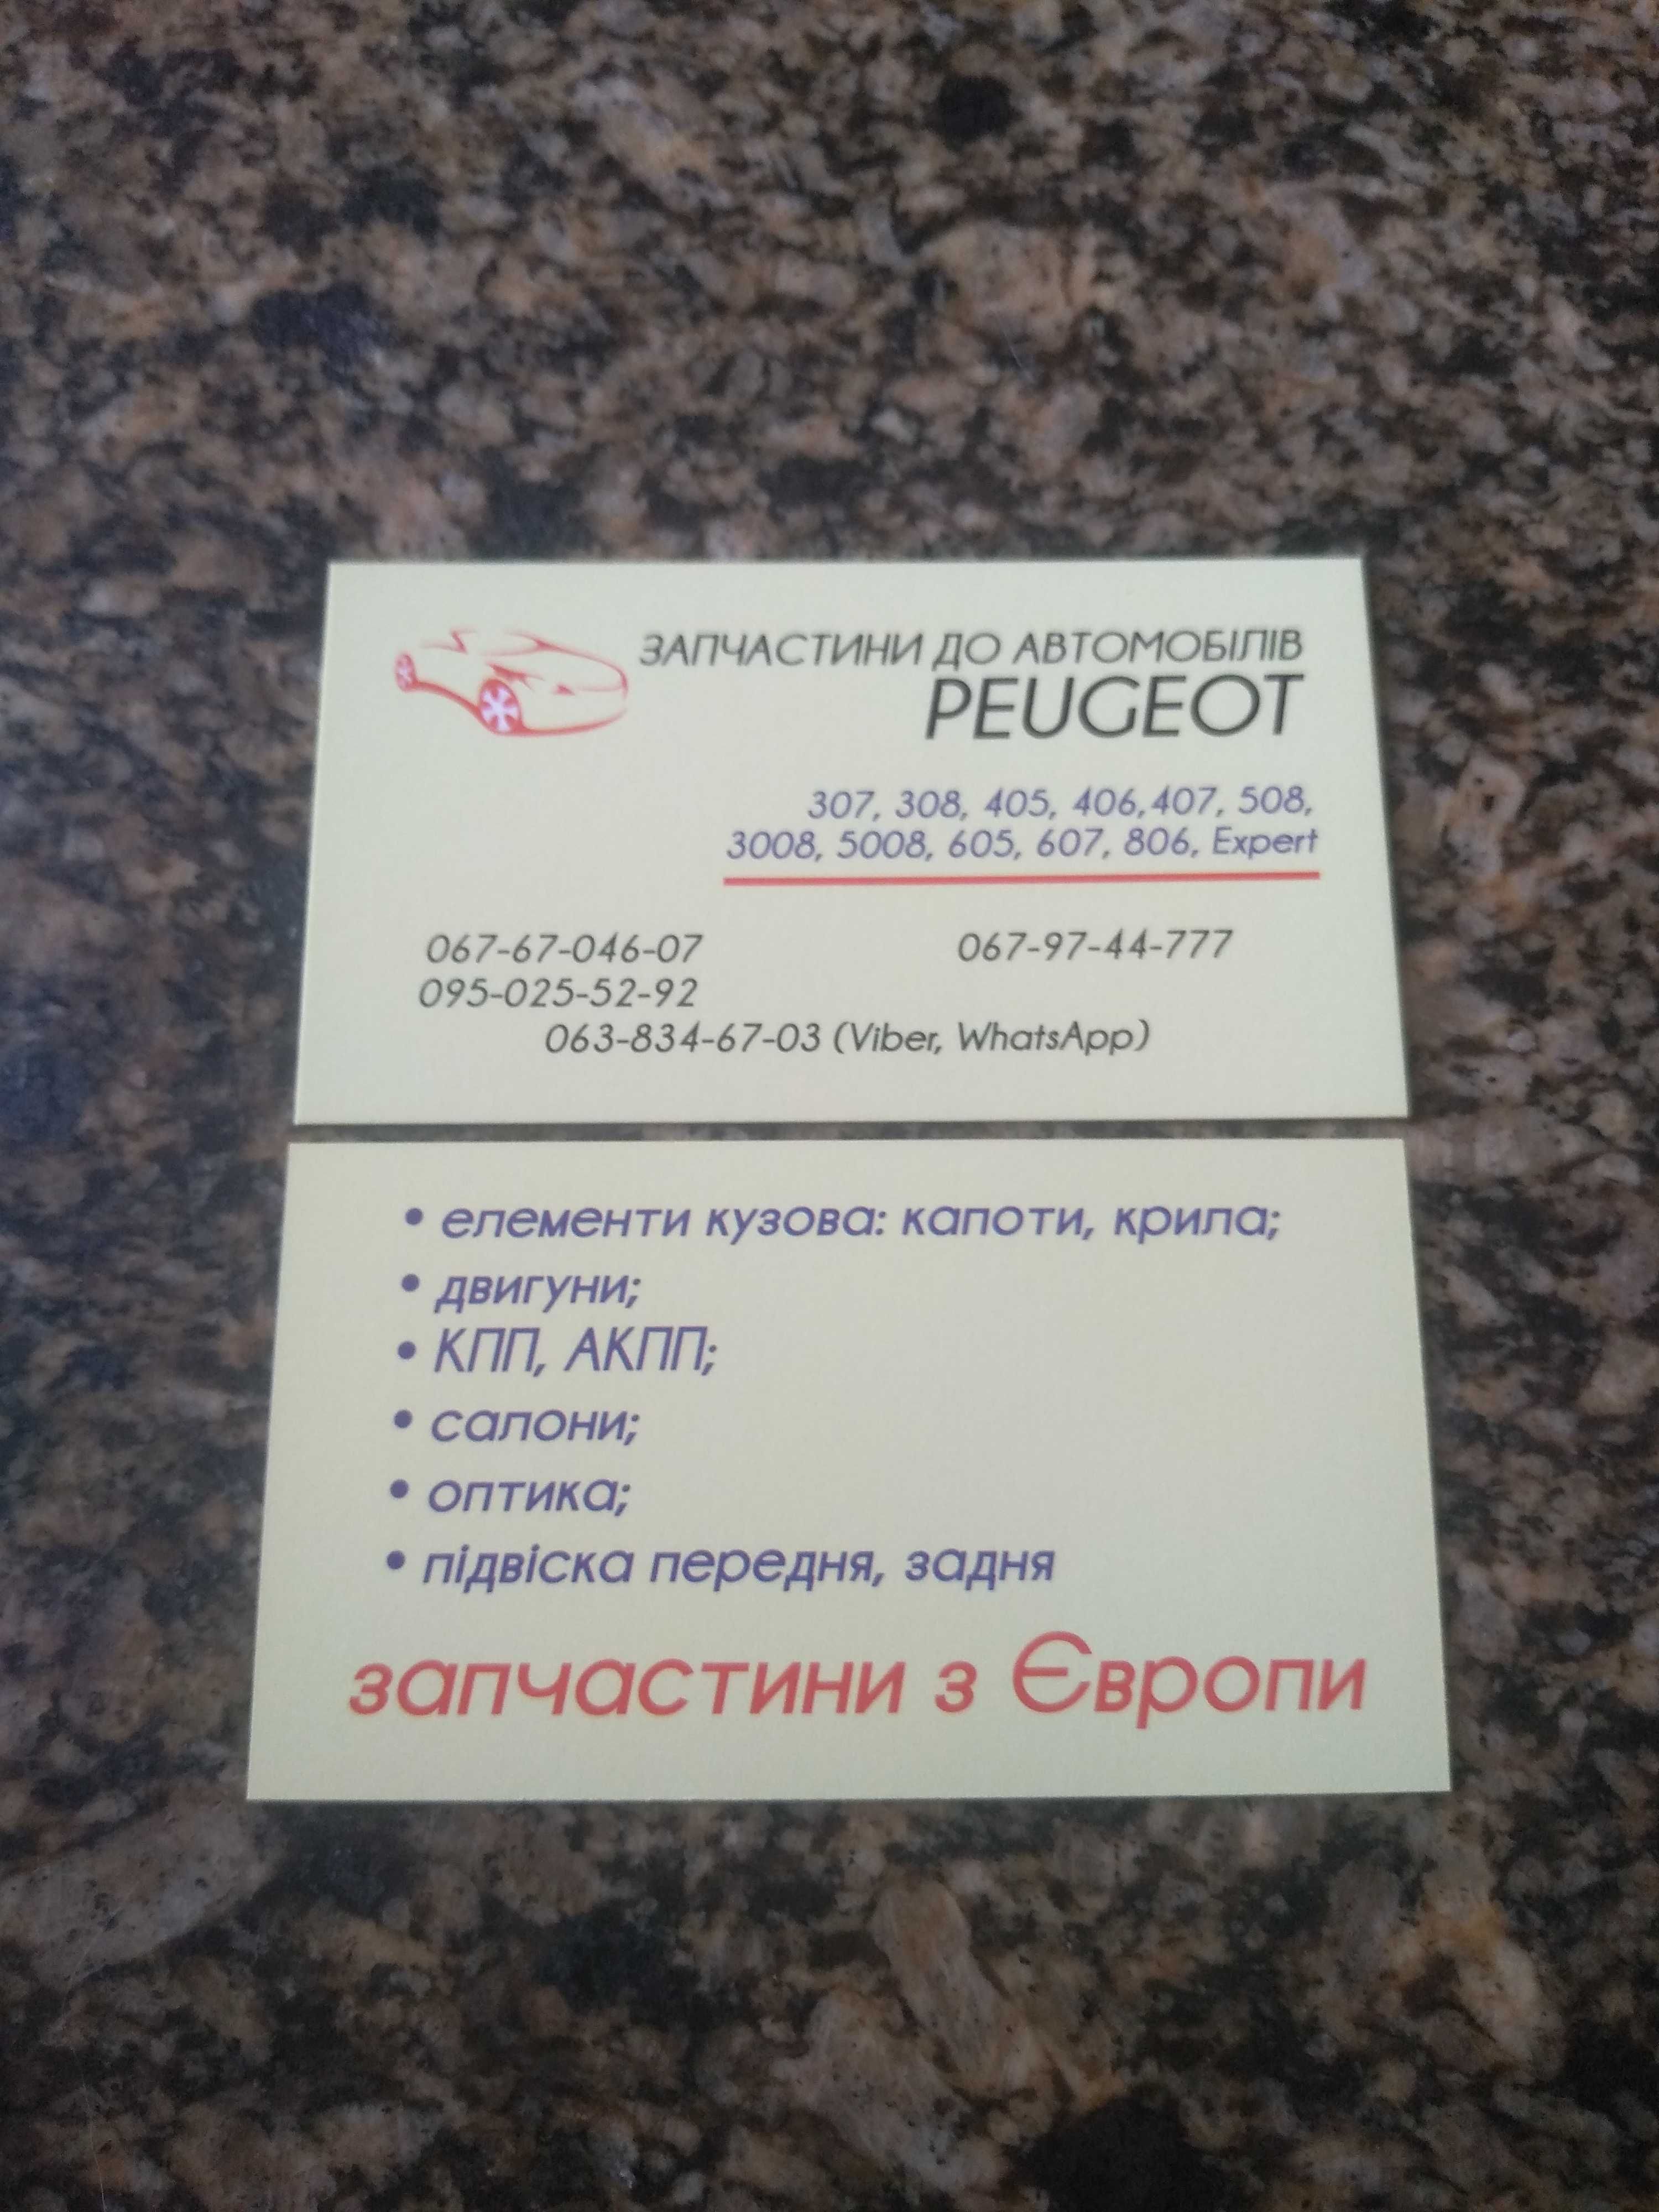 ЗАПЧАСТИНИ ДО АВТОМОБІЛІВ
PEUGEOT
307, 308, 405, 406,407, 508,
3008, 5008, 605, 607, 806, Expert
067-67-046-07 067-97-44-777
095-025-52-92
063-834-67-03 (Viber, WhatsApp)
• елементи кузова: капоти, крила;
• двигуни;
• КПП, АКПП;
• салони;
• оптика;
• підвіска передня, задня
запчастини з Європи